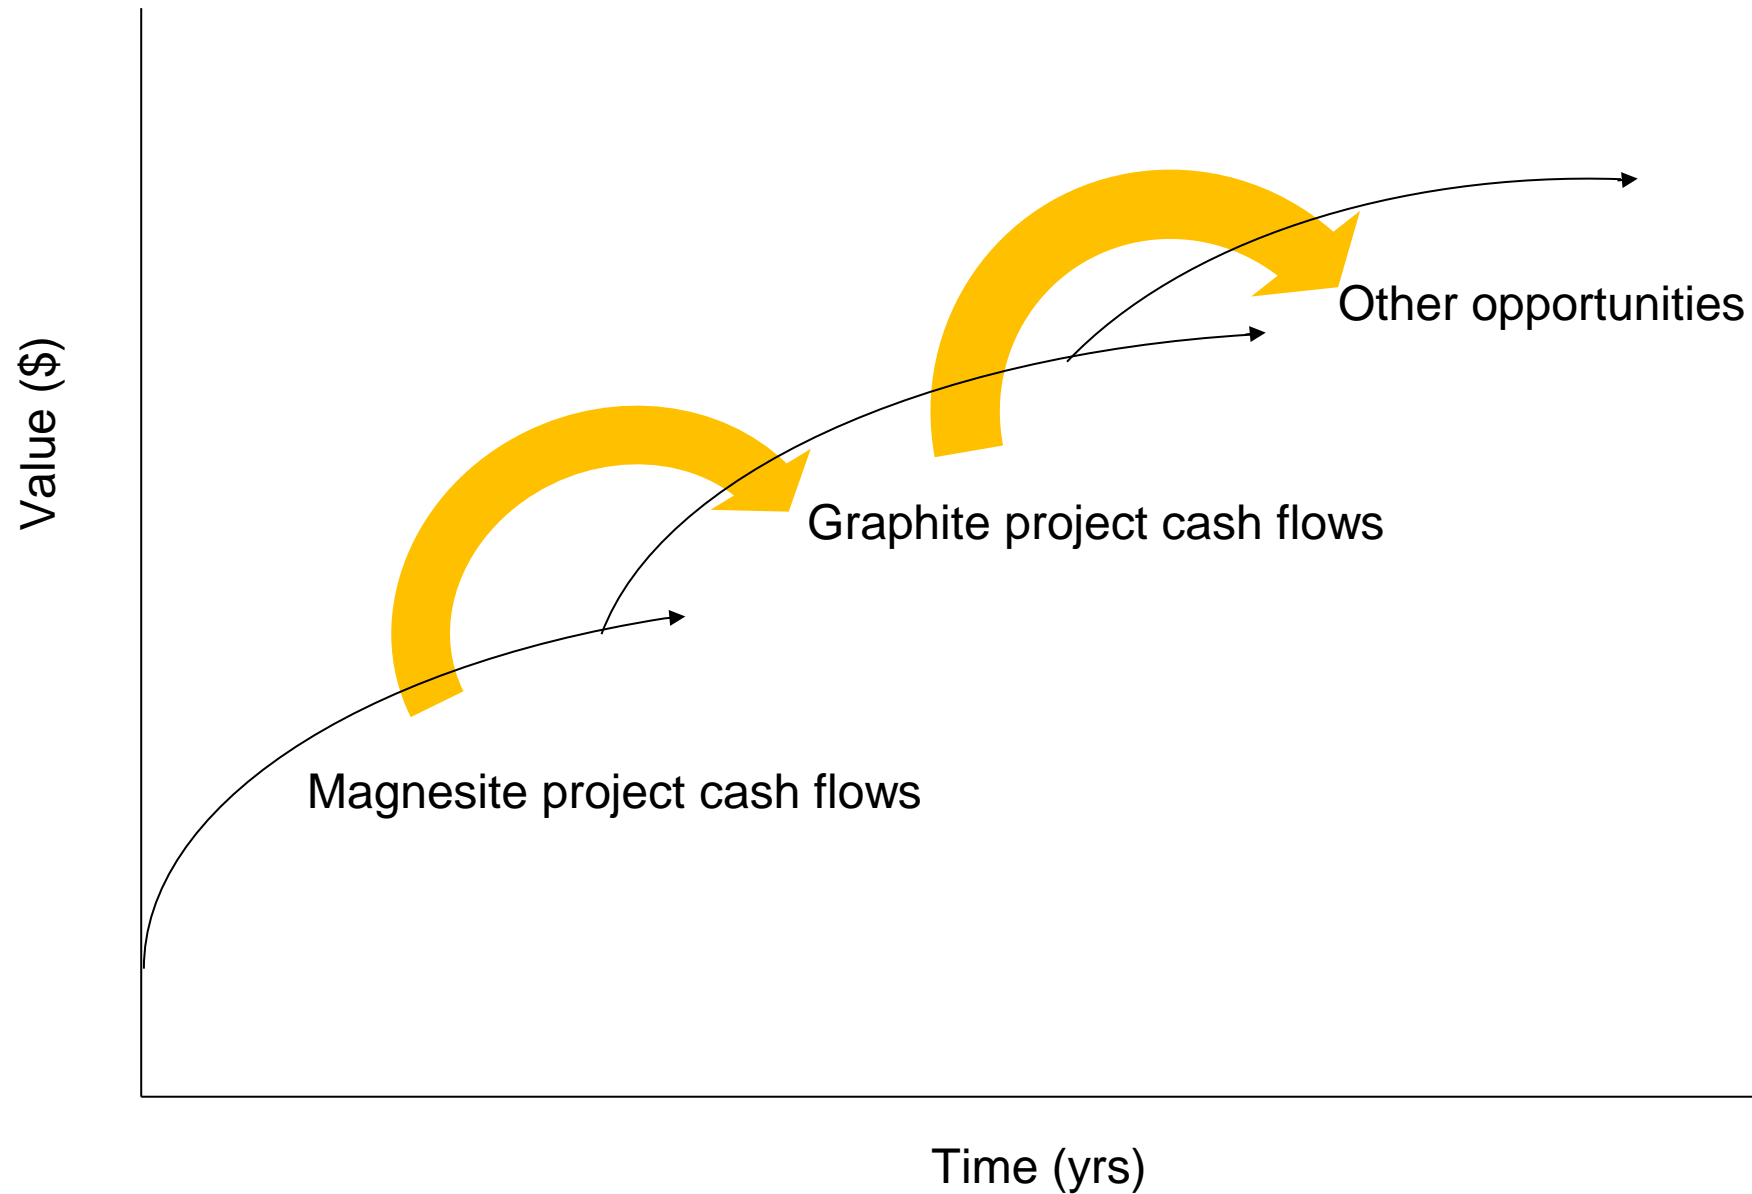 Value ($)
Other opportunities
Graphite project cash flows
Magnesite project cash flows
Time (yrs)